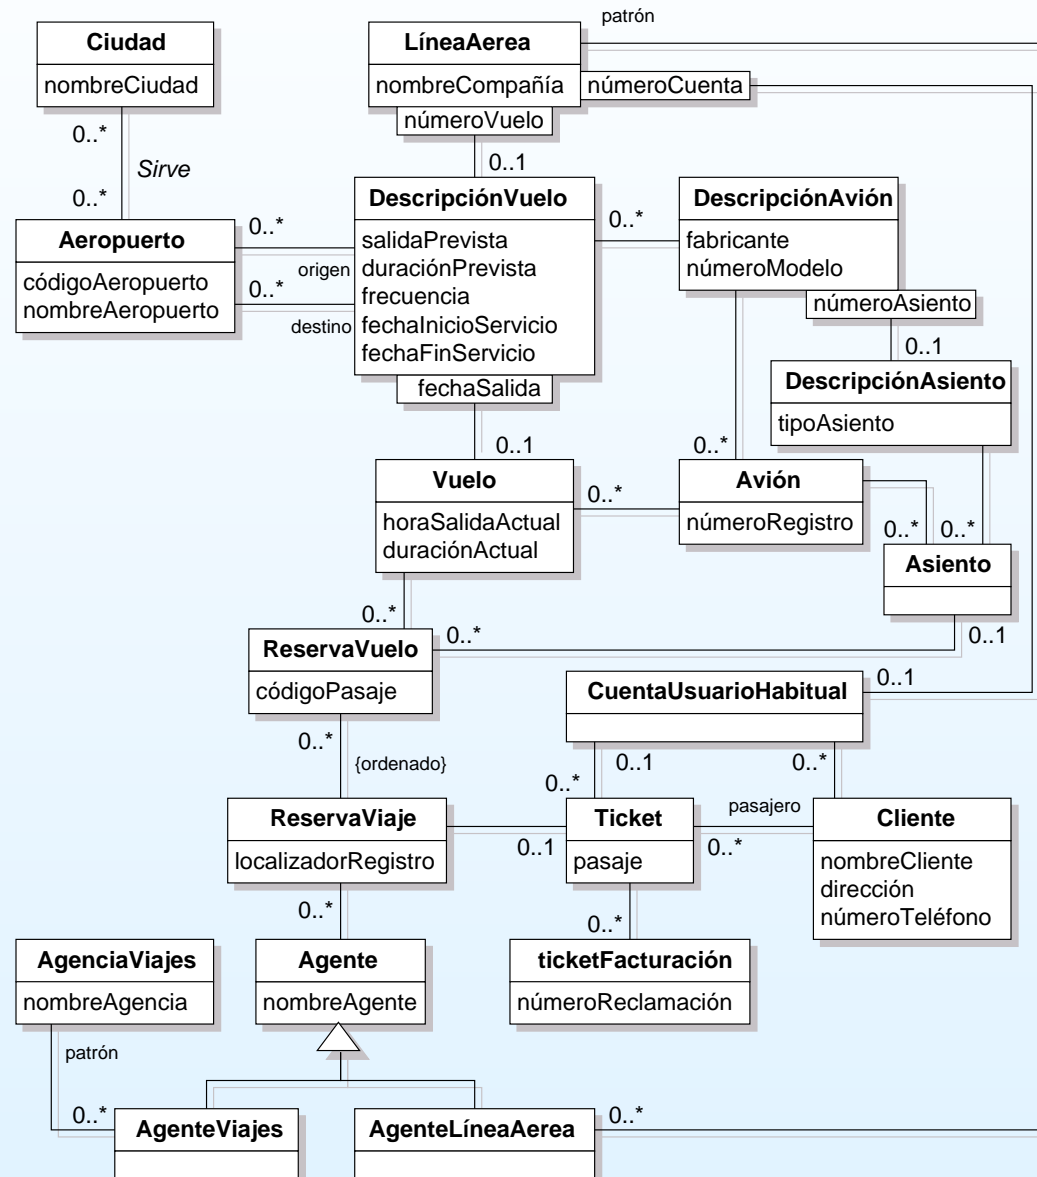 patrón
Ciudad
nombreCiudad
LíneaAerea
nombreCompañía
númeroCuenta
númeroVuelo
0..*
Sirve
0..*
0..1
Aeropuerto
códigoAeropuerto
nombreAeropuerto
0..*
origen
0..*
destino
DescripciónVuelo
salidaPrevista
duraciónPrevista
frecuencia
fechaInicioServicio
fechaFinServicio
fechaSalida
0..*
DescripciónAvión
fabricante
númeroModelo
númeroAsiento
0..1
DescripciónAsiento
tipoAsiento
0..1
0..*
Vuelo
horaSalidaActual
duraciónActual
0..*
Avión
númeroRegistro
0..*
0..*
Asiento
0..*
0..*
0..1
ReservaVuelo
códigoPasaje
CuentaUsuarioHabitual
0..1
0..*
{ordenado}
0..*
0..1
0..*
ReservaViaje
localizadorRegistro
0..1
Ticket
pasaje
pasajero
0..*
Cliente
nombreCliente
dirección
númeroTeléfono
0..*
0..*
AgenciaViajes
nombreAgencia
Agente
nombreAgente
ticketFacturación
númeroReclamación
patrón
0..*
AgenteViajes
AgenteLíneaAerea
0..*